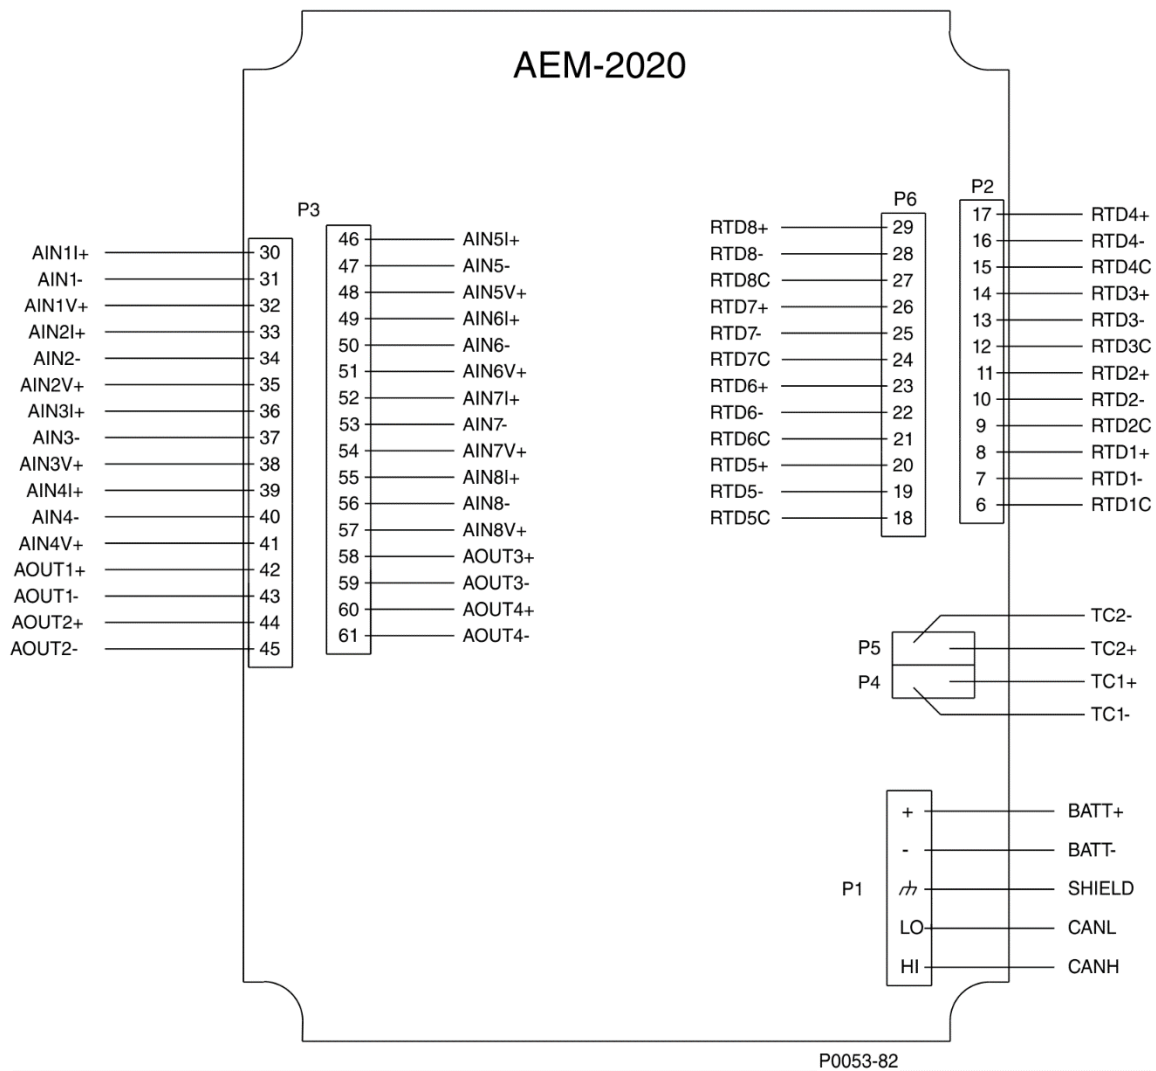 AEM-2020
P3
AIN1I+ 30
AIN1- 31
AIN1V+ 32
AIN2I+ 33
AIN2- 34
AIN2V+ 35
AIN3I+ 36
AIN3- 37
AIN3V+ 38
AIN4I+ 39
AIN4- 40
AIN4V+ 41
AOUT1+ 42
AOUT1- 43
AOUT2+ 44
AOUT2- 45
46 AIN5I+
47 AIN5-
48 AIN5V+
49 AIN6I+
50 AIN6-
51 AIN6V+
52 AIN7I+
53 AIN7-
54 AIN7V+
55 AIN8I+
56 AIN8-
57 AIN8V+
58 AOUT3+
59 AOUT3-
60 AOUT4+
61 AOUT4-
P6
RTD8+ 29
RTD8- 28
RTD8C 27
RTD7+ 26
RTD7- 25
RTD7C 24
RTD6+ 23
RTD6- 22
RTD6C 21
RTD5+ 20
RTD5- 19
RTD5C 18
P2
17 RTD4+
16 RTD4-
15 RTD4C
14 RTD3+
13 RTD3-
12 RTD3C
11 RTD2+
10 RTD2-
9 RTD2C
8 RTD1+
7 RTD1-
6 RTD1C
TC2-
P5 TC2+
P4 TC1+
TC1-
+ BATT+
- BATT-
P1 SHIELD
LO CANL
HI CANH
P0053-82